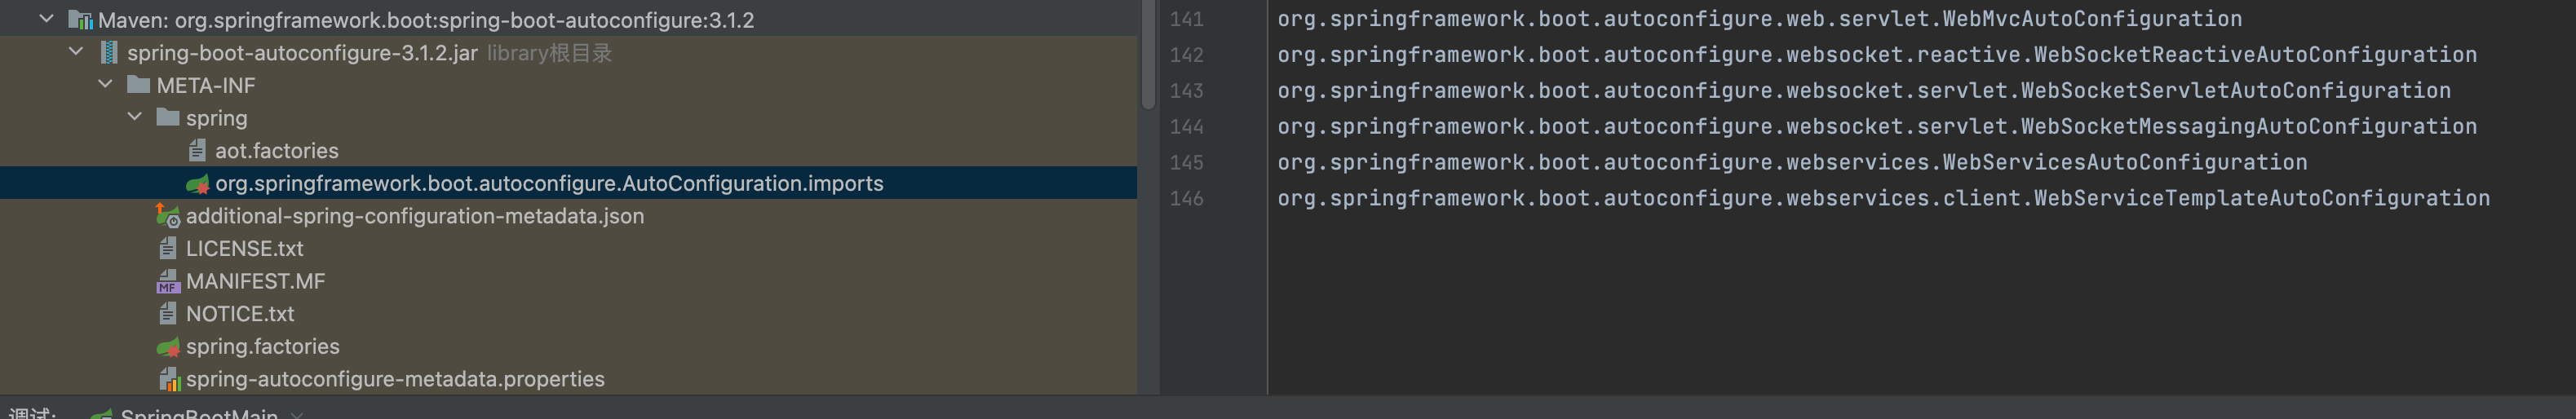 Maven: org.springframework.boot:spring-boot-autoconfigure:3.1.2
spring-boot-autoconfigure-3.1.2.jar library根目录
META-INF
spring
aot.factories
org.springframework.boot.autoconfigure.AutoConfiguration.imports
additional-spring-configuration-metadata.json
LICENSE.txt
MF MANIFEST.MF
NOTICE.txt
spring.factories
spring-autoconfigure-metadata.properties
141 org.springframework.boot.autoconfigure.web.servlet.WebMvcAutoConfiguration
142 org.springframework.boot.autoconfigure.websocket.reactive.WebSocketReactiveAutoConfiguration
143 org.springframework.boot.autoconfigure.websocket.servlet.WebSocketServletAutoConfiguration
144 org.springframework.boot.autoconfigure.websocket.servlet.WebSocketMessagingAutoConfiguration
145 org.springframework.boot.autoconfigure.webservices.WebServicesAutoConfiguration
146 org.springframework.boot.autoconfigure.webservices.client.WebServiceTemplateAutoConfiguration
调试: SpringBootMain